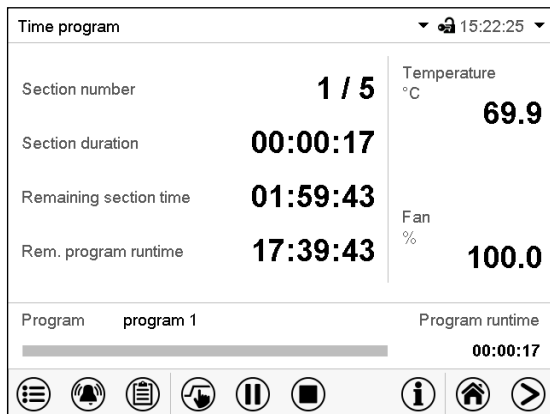 Time program 15:22:25
Section number 1 / 5
Section duration 00:00:17
Remaining section time 01:59:43
Rem. program runtime 17:39:43
Temperature
°C
69.9
Fan
%
100.0
Program program 1 Program runtime
00:00:17